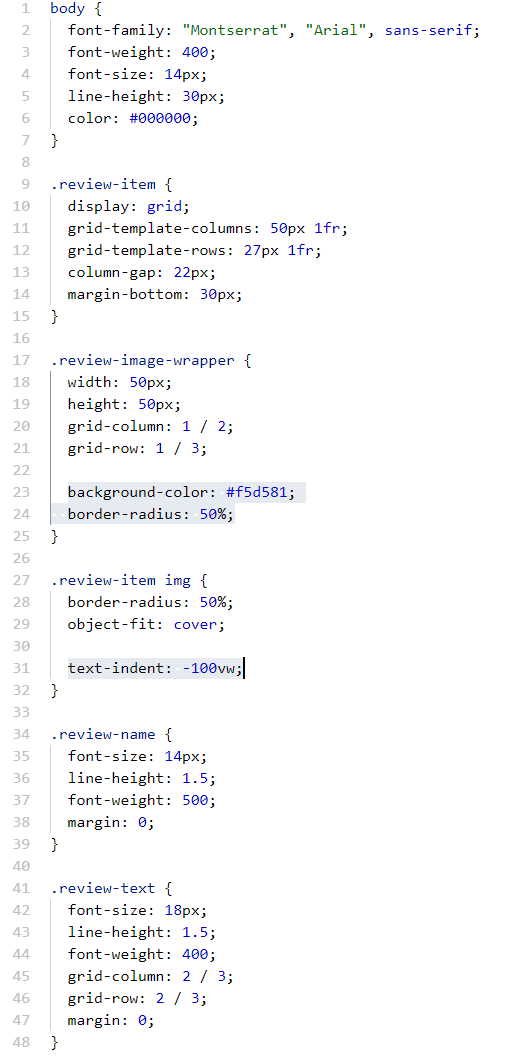 1 body {
2   font-family: "Montserrat", "Arial", sans-serif;
3   font-weight: 400;
4   font-size: 14px;
5   line-height: 30px;
6   color: #000000;
7 }
8
9 .review-item {
10   display: grid;
11   grid-template-columns: 50px 1fr;
12   grid-template-rows: 27px 1fr;
13   column-gap: 22px;
14   margin-bottom: 30px;
15 }
16
17 .review-image-wrapper {
18   width: 50px;
19   height: 50px;
20   grid-column: 1 / 2;
21   grid-row: 1 / 3;
22
23   background-color: #f5d581;
24   border-radius: 50%;
25 }
26
27 .review-item img {
28   border-radius: 50%;
29   object-fit: cover;
30
31   text-indent: -100vw;
32 }
33
34 .review-name {
35   font-size: 14px;
36   line-height: 1.5;
37   font-weight: 500;
38   margin: 0;
39 }
40
41 .review-text {
42   font-size: 18px;
43   line-height: 1.5;
44   font-weight: 400;
45   grid-column: 2 / 3;
46   grid-row: 2 / 3;
47   margin: 0;
48 }